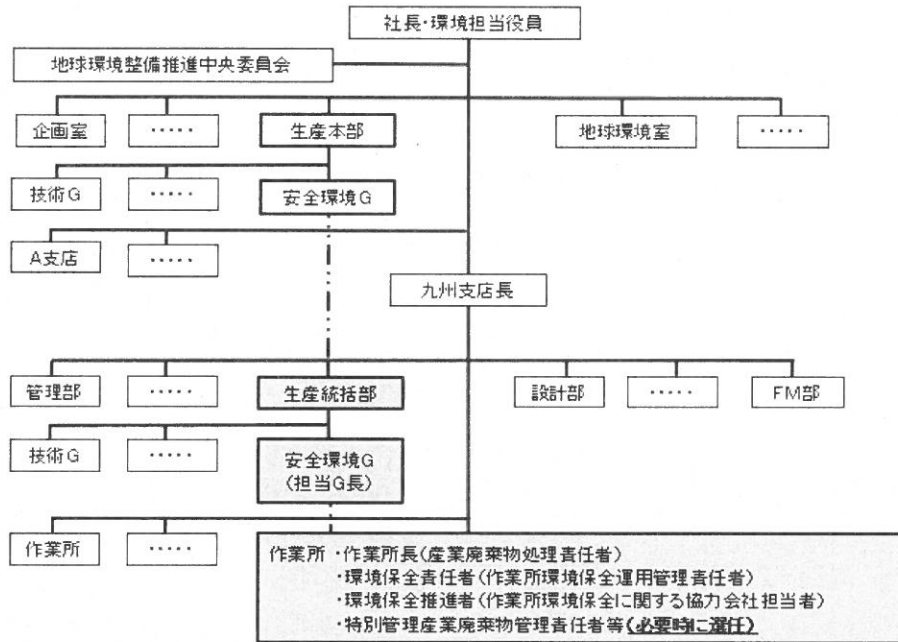 社長・環境担当役員
地球環境整備推進中央委員会
企画室
・・・・・
生産本部
地球環境室
・・・・・
技術G
・・・・・
安全環境G
A支店
・・・・・
九州支店長
管理部
・・・・・
生産統括部
設計部
・・・・・
FM部
技術G
・・・・・
安全環境G
(担当G長)
作業所
・・・・・
作業所 ・作業所長(産業廃棄物処理責任者)
・環境保全責任者(作業所環境保全運用管理責任者)
・環境保全推進者(作業所環境保全に関する協力会社担当者)
・特別管理産業廃棄物管理責任者等(必要時に選任)